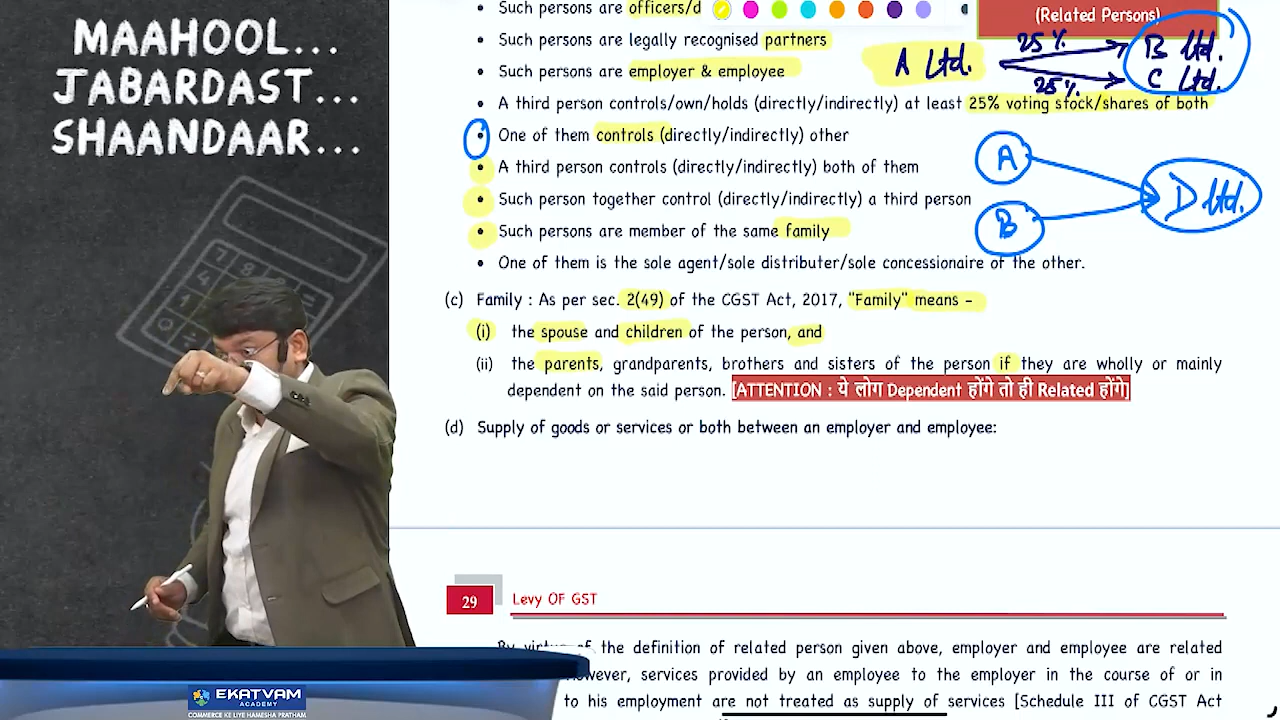 MAAHOOL...
JABARDAST...
SHAANDAAR...
• Such persons are officers/d
(Related Persons)
• Such persons are legally recognised partners
A Ltd. 25% B Ltd.
25% C Ltd.
• Such persons are employer & employee
• A third person controls/own/holds (directly/indirectly) at least 25% voting stock/shares of both
• One of them controls (directly/indirectly) other
• A third person controls (directly/indirectly) both of them
• Such person together control (directly/indirectly) a third person
• Such persons are member of the same family
A
B
D ltd.
• One of them is the sole agent/sole distributer/sole concessionaire of the other.
(c) Family : As per sec. 2(49) of the CGST Act, 2017, "Family" means –
(i) the spouse and children of the person, and
(ii) the parents, grandparents, brothers and sisters of the person if they are wholly or mainly
dependent on the said person. [ATTENTION : ये लोग Dependent होंगे तो ही Related होंगे]
(d) Supply of goods or services or both between an employer and employee:
29 Levy OF GST
By virtue of the definition of related person given above, employer and employee are related
However, services provided by an employee to the employer in the course of or in
to his employment are not treated as supply of services [Schedule III of CGST Act
EKATVAM
ACADEMY
COMMERCE KE LIYE HAMESHA PRATHAM